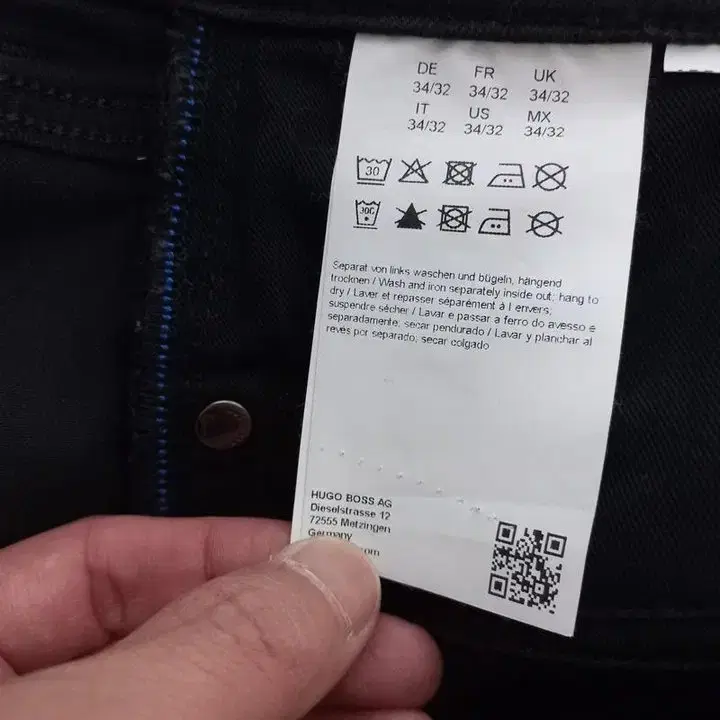 DE FR UK
34/32 34/32 34/32
IT US MX
34/32 34/32 34/32
30
300
Separat von links waschen und bügeln, hängend
trocknen / Wash and iron separately inside out; hang to
dry / Laver et repasser séparément à l envers;
suspendre sécher / Lavar e passar a ferro do avesso e
separadamente; secar pendurado / Lavar y planchar al
revés por separado; secar colgado
HUGO BOSS AG
Dieselstrasse 12
72555 Metzingen
Germany